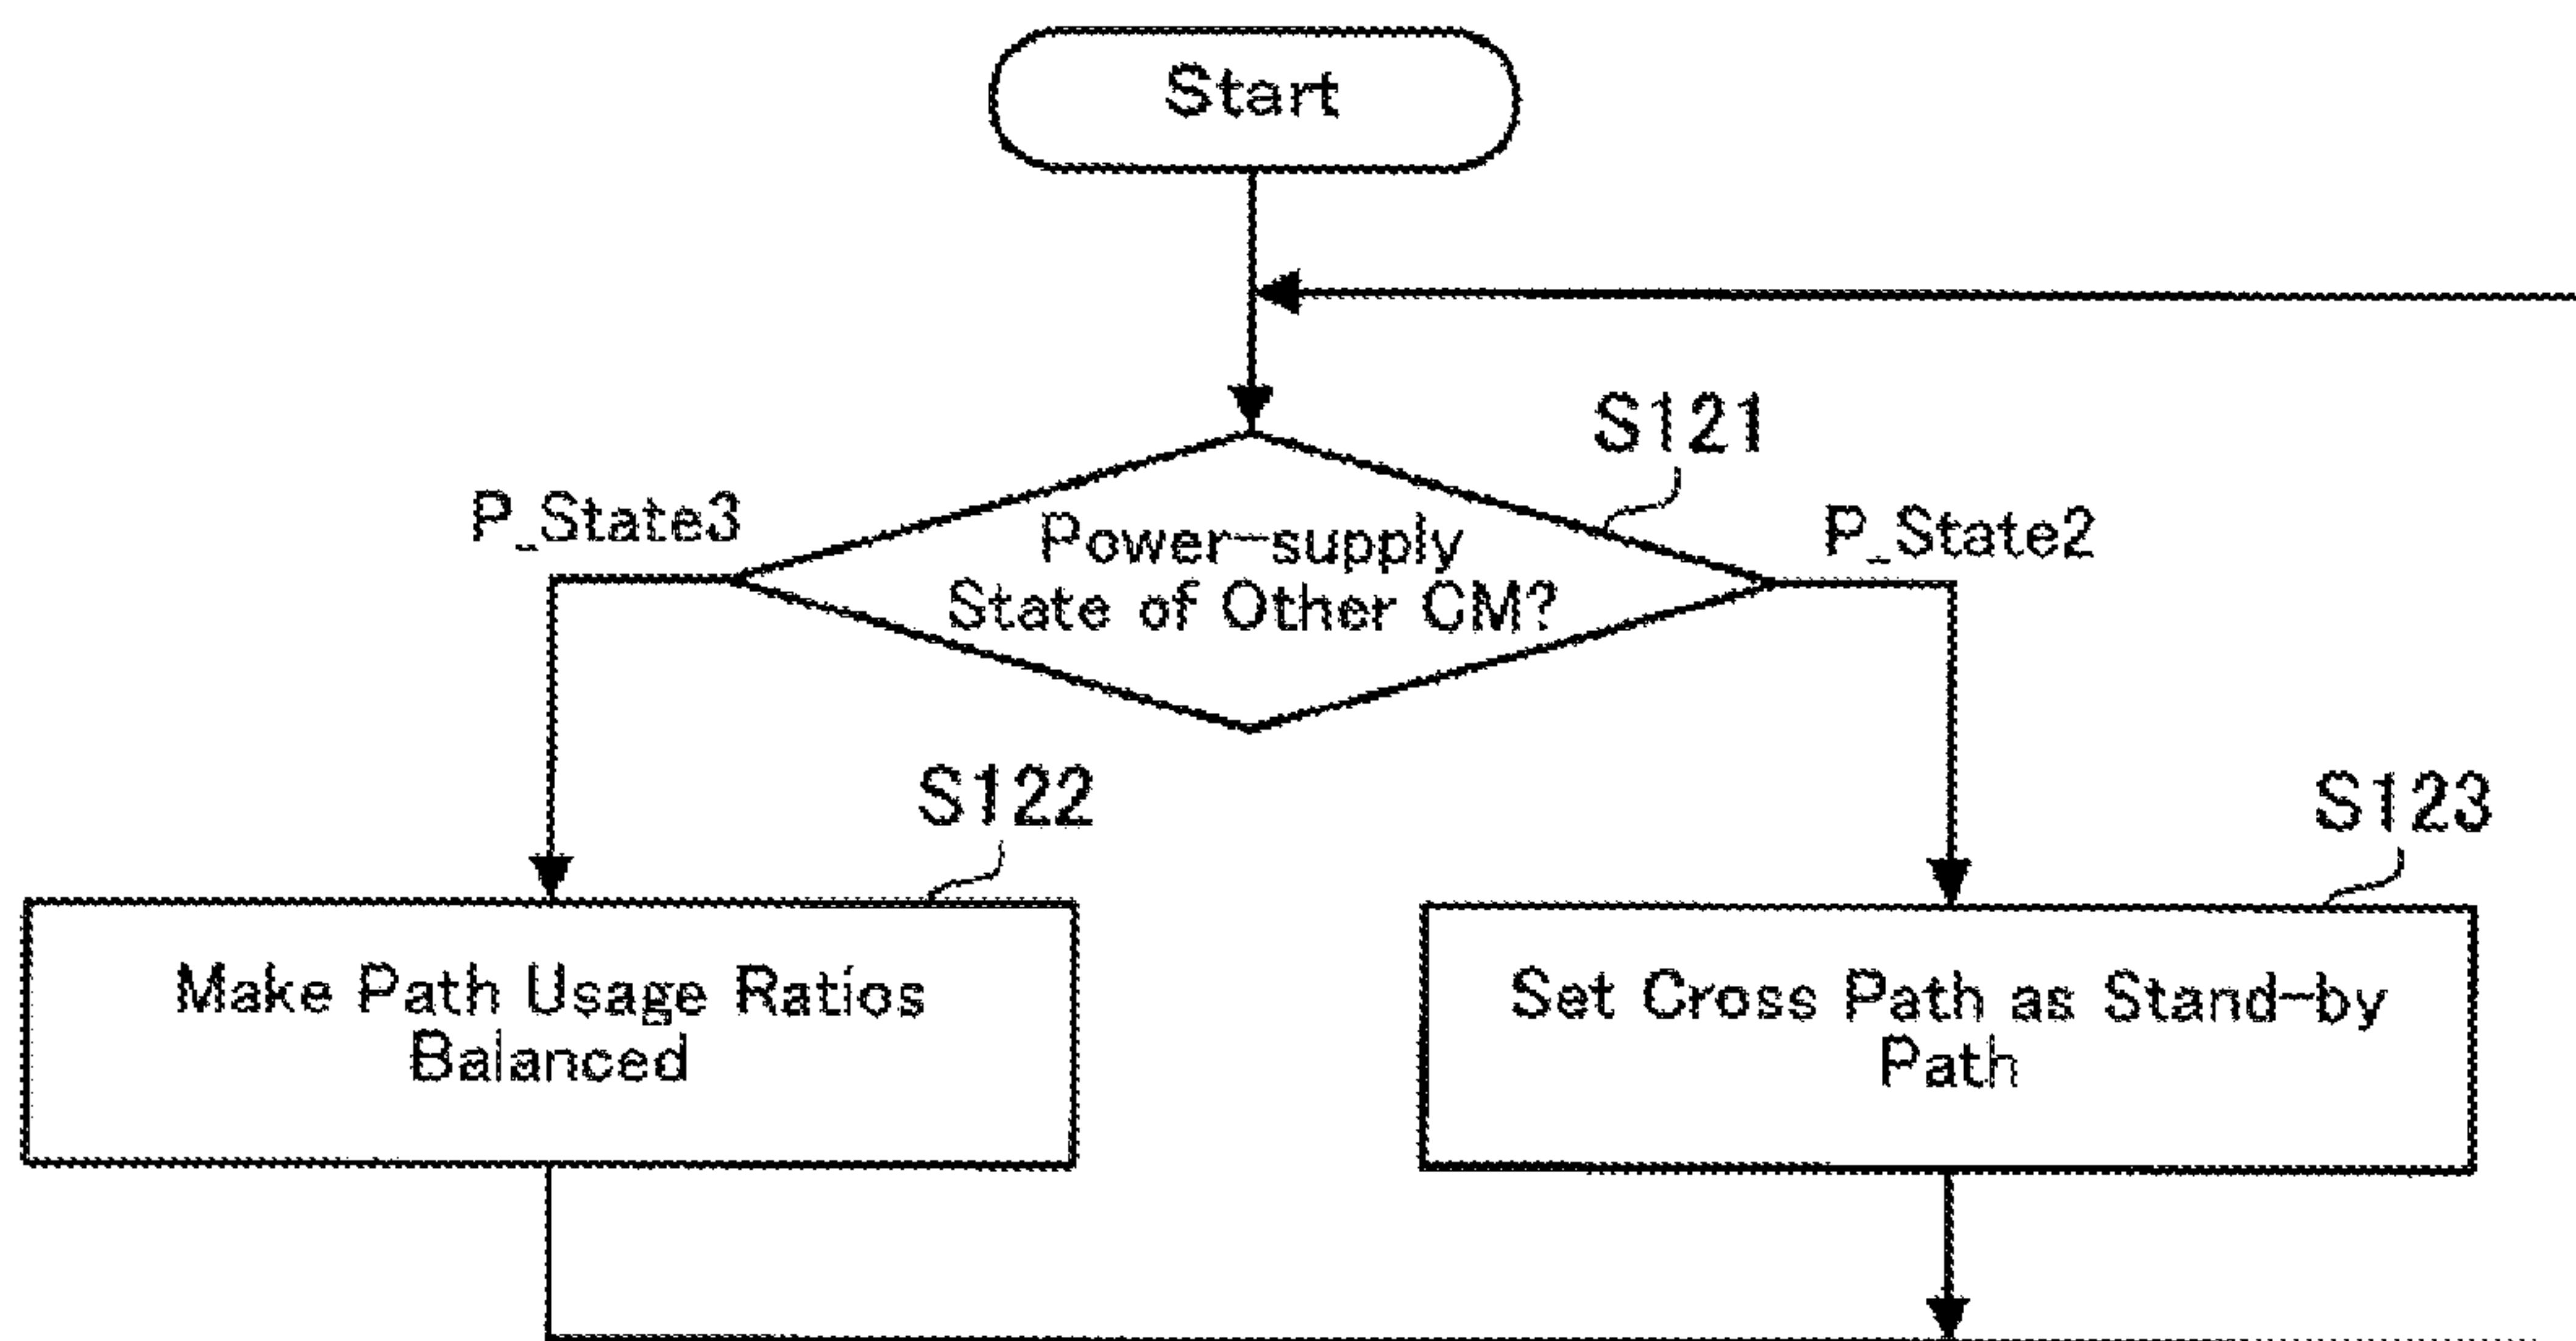 Start
S121
P_State3
P_State2
Power-supply
State of Other CM?
S122
S123
Make Path Usage Ratios
Balanced
Set Cross Path as Stand-by
Path